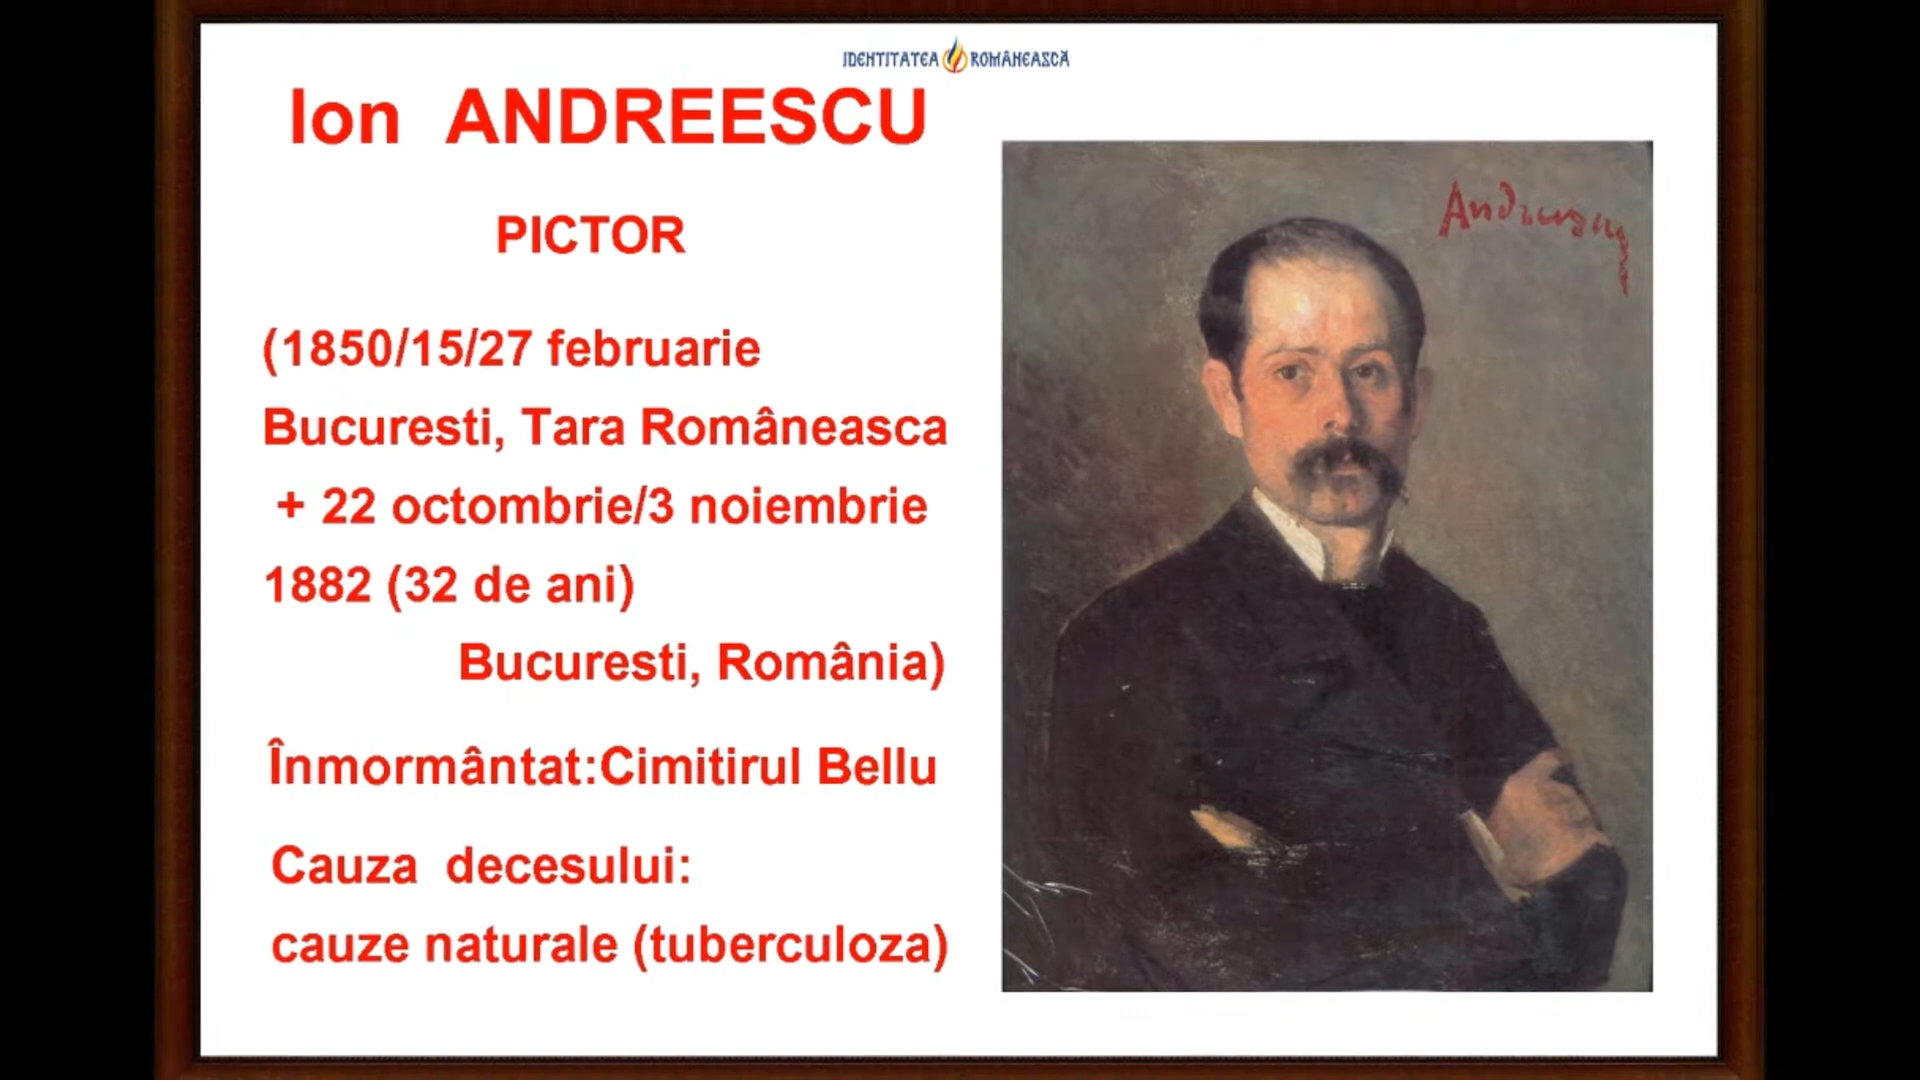 IDENTITATEA ROMÂNEASCĂ
Ion ANDREESCU
PICTOR
(1850/15/27 februarie
Bucuresti, Tara Româneasca
+ 22 octombrie/3 noiembrie
1882 (32 de ani)
Bucuresti, România)
Înmormântat:Cimitirul Bellu
Cauza decesului:
cauze naturale (tuberculoza)